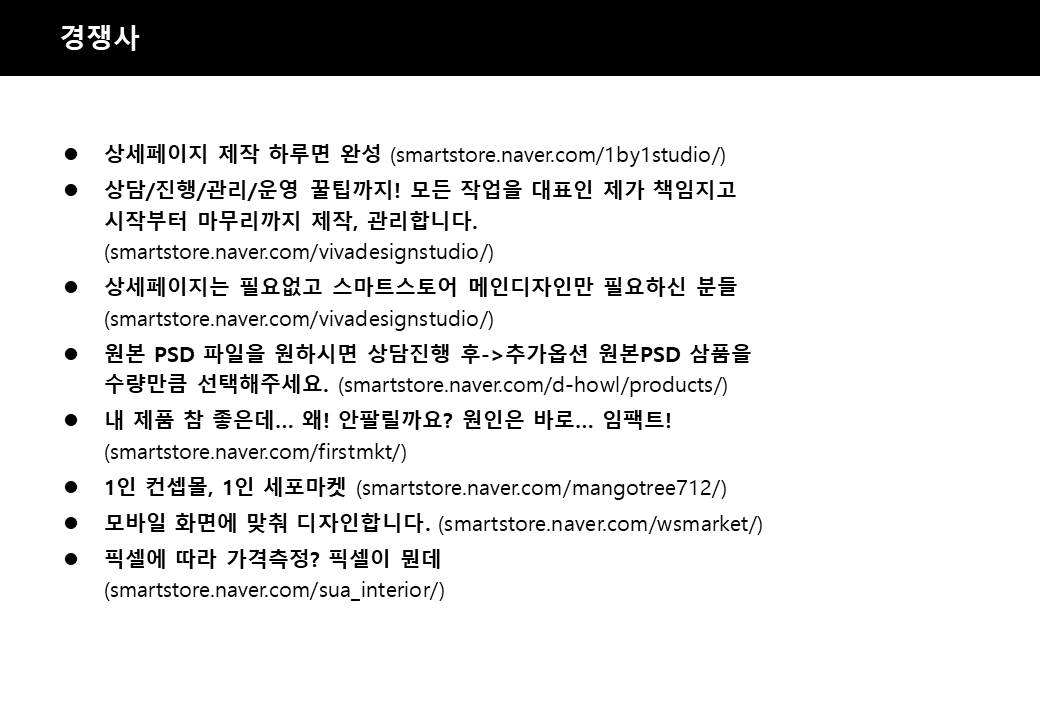 경쟁사
● 상세페이지 제작 하루면 완성 (smartstore.naver.com/1by1studio/)
● 상담/진행/관리/운영 꿀팁까지! 모든 작업을 대표인 제가 책임지고
시작부터 마무리까지 제작, 관리합니다.
(smartstore.naver.com/vivadesignstudio/)
● 상세페이지는 필요없고 스마트스토어 메인디자인만 필요하신 분들
(smartstore.naver.com/vivadesignstudio/)
● 원본 PSD 파일을 원하시면 상담진행 후->추가옵션 원본PSD 삼품을
수량만큼 선택해주세요. (smartstore.naver.com/d-howl/products/)
● 내 제품 참 좋은데... 왜! 안팔릴까요? 원인은 바로... 임팩트!
(smartstore.naver.com/firstmkt/)
● 1인 컨셉몰, 1인 세포마켓 (smartstore.naver.com/mangotree712/)
● 모바일 화면에 맞춰 디자인합니다. (smartstore.naver.com/wsmarket/)
● 픽셀에 따라 가격측정? 픽셀이 뭔데
(smartstore.naver.com/sua_interior/)